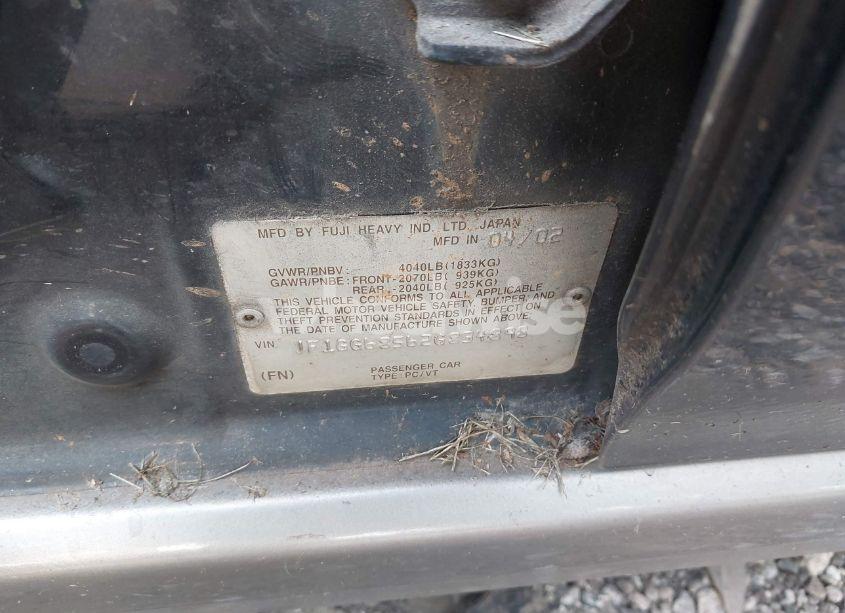 MFD BY FUJI HEAVY IND. LTD. JAPAN
MFD IN 04/02
GVWR/PNBV: 4040LB(1833KG)
GAWR/PNBE: FRONT-2070LB( 939KG)
REAR -2040LB( 925KG)
THIS VEHICLE CONFORMS TO ALL APPLICABLE
FEDERAL MOTOR VEHICLE SAFETY, BUMPER, AND
THEFT PREVENTION STANDARDS IN EFFECT ON
THE DATE OF MANUFACTURE SHOWN ABOVE.
VIN:
(FN)
PASSENGER CAR
TYPE:PC/VT